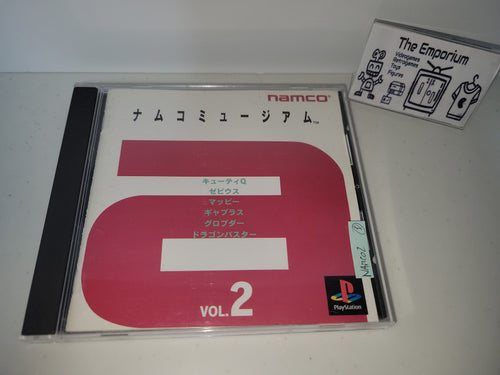 namco
ナムコミュージアム™
キューティQ
ゼビウス
マッピー
ギャプラス
グロブダー
ドラゴンバスター
VOL.2
PlayStation
The Emporium
Videogames
Retrogames
Toys
Figures